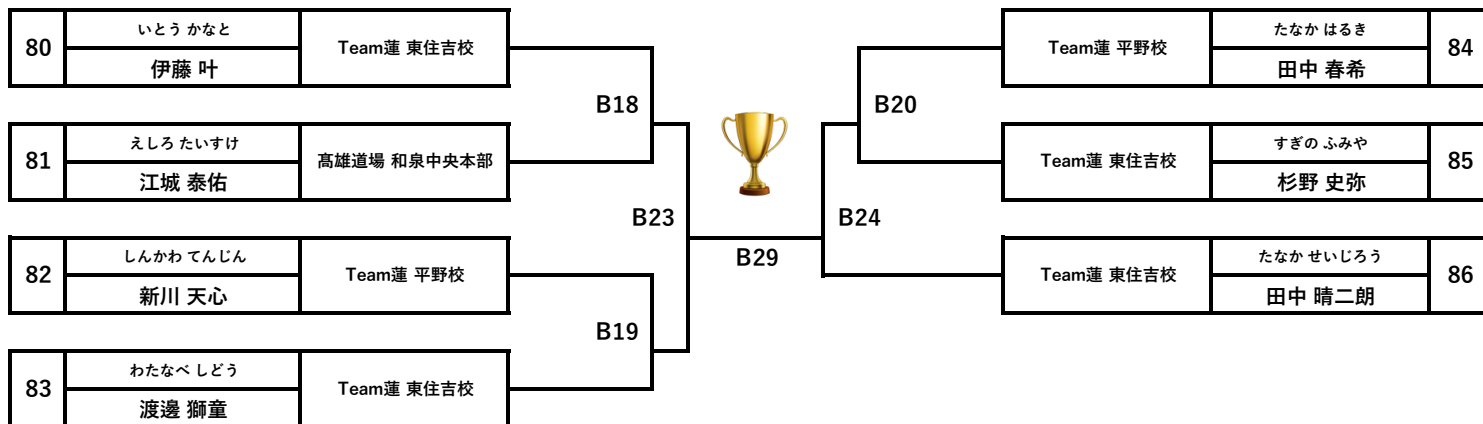 80
いとう かなと
伊藤 叶
Team蓮 東住吉校
81
えしろ たいすけ
江城 泰佑
髙雄道場 和泉中央本部
82
しんかわ てんじん
新川 天心
Team蓮 平野校
83
わたなべ しどう
渡邊 獅童
Team蓮 東住吉校
B18
B19
B23
B29
B24
B20
Team蓮 平野校
たなか はるき
田中 春希
84
Team蓮 東住吉校
すぎの ふみや
杉野 史弥
85
Team蓮 東住吉校
たなか せいじろう
田中 晴二朗
86